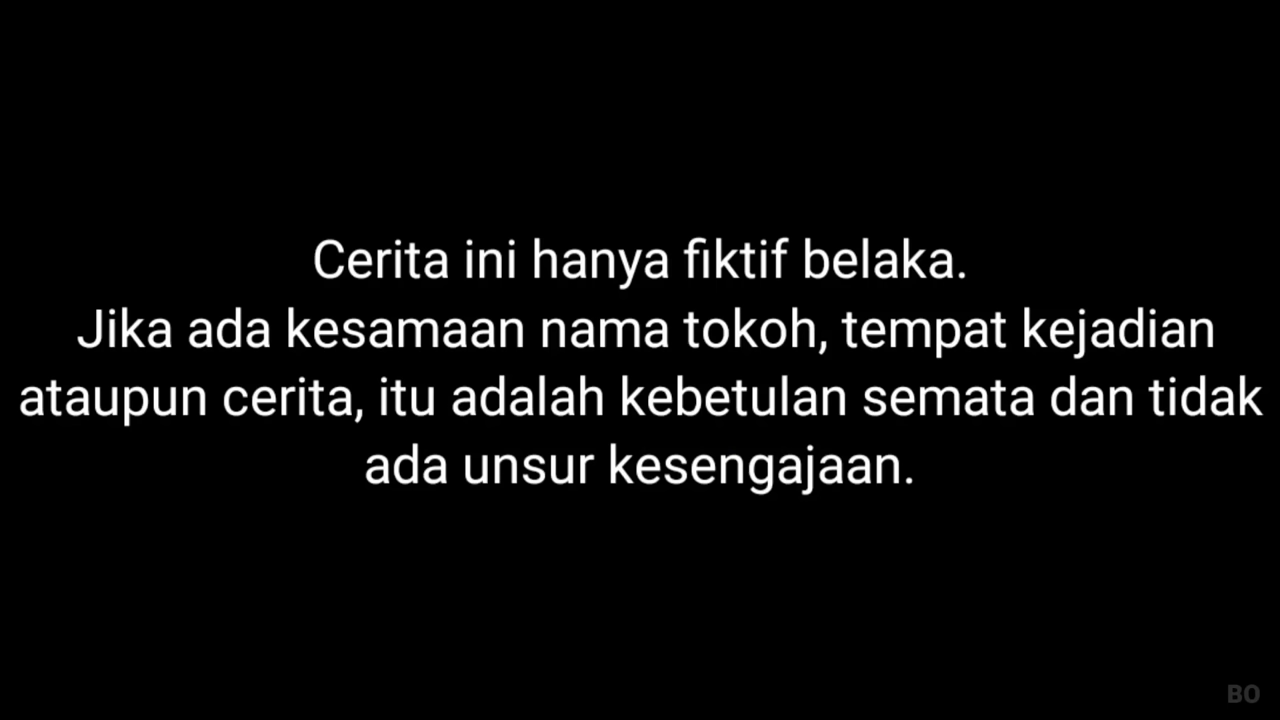 Cerita ini hanya fiktif belaka.
Jika ada kesamaan nama tokoh, tempat kejadian
ataupun cerita, itu adalah kebetulan semata dan tidak
ada unsur kesengajaan.
BO